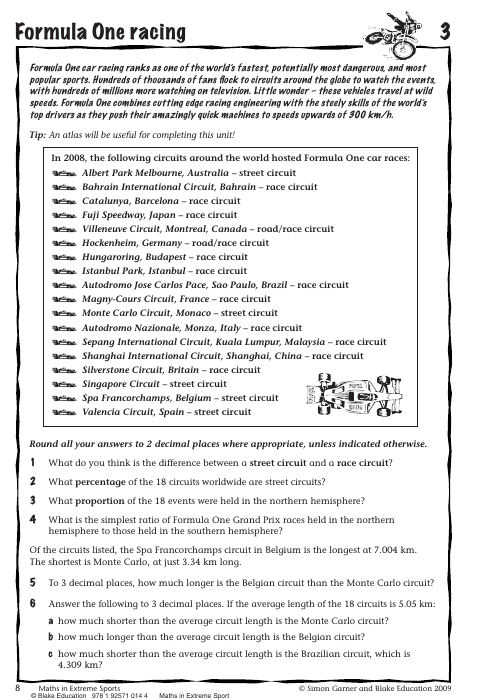 Formula One racing
3
Formula One car racing ranks as one of the world's fastest, potentially most dangerous, and most
popular sports. Hundreds of thousands of fans flock to circuits around the globe to watch the events,
with hundreds of millions more watching on television. Little wonder – these vehicles travel at wild
speeds. Formula One combines cutting edge racing engineering with the steely skills of the world's
top drivers as they push their amazingly quick machines to speeds upwards of 300 km/h.
Tip: An atlas will be useful for completing this unit!
In 2008, the following circuits around the world hosted Formula One car races:
Albert Park Melbourne, Australia – street circuit
Bahrain International Circuit, Bahrain – race circuit
Catalunya, Barcelona – race circuit
Fuji Speedway, Japan – race circuit
Villeneuve Circuit, Montreal, Canada – road/race circuit
Hockenheim, Germany – road/race circuit
Hungaroring, Budapest – race circuit
Istanbul Park, Istanbul – race circuit
Autodromo Jose Carlos Pace, Sao Paulo, Brazil – race circuit
Magny-Cours Circuit, France – race circuit
Monte Carlo Circuit, Monaco – street circuit
Autodromo Nazionale, Monza, Italy – race circuit
Sepang International Circuit, Kuala Lumpur, Malaysia – race circuit
Shanghai International Circuit, Shanghai, China – race circuit
Silverstone Circuit, Britain – race circuit
Singapore Circuit – street circuit
Spa Francorchamps, Belgium – street circuit
Valencia Circuit, Spain – street circuit
Round all your answers to 2 decimal places where appropriate, unless indicated otherwise.
1 What do you think is the difference between a street circuit and a race circuit?
2 What percentage of the 18 circuits worldwide are street circuits?
3 What proportion of the 18 events were held in the northern hemisphere?
4 What is the simplest ratio of Formula One Grand Prix races held in the northern
hemisphere to those held in the southern hemisphere?
Of the circuits listed, the Spa Francorchamps circuit in Belgium is the longest at 7.004 km.
The shortest is Monte Carlo, at just 3.34 km long.
5 To 3 decimal places, how much longer is the Belgian circuit than the Monte Carlo circuit?
6 Answer the following to 3 decimal places. If the average length of the 18 circuits is 5.05 km:
a how much shorter than the average circuit length is the Monte Carlo circuit?
b how much longer than the average circuit length is the Belgian circuit?
c how much shorter than the average circuit length is the Brazilian circuit, which is
4.309 km?
8 Maths in Extreme Sports
© Simon Garner and Blake Education 2009
© Blake Education 978 1 92571 014 4 Maths in Extreme Sport